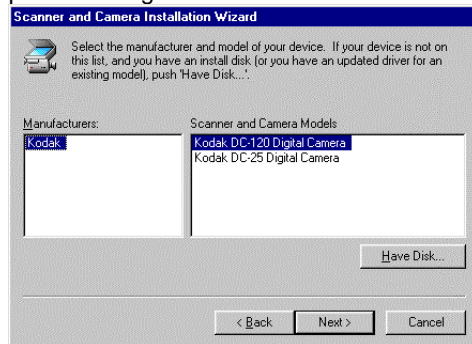 Scanner and Camera Installation Wizard
Select the manufacturer and model of your device. If your device is not on
this list, and you have an install disk (or you have an updated driver for an
existing model), push 'Have Disk...'.
Manufacturers:
Scanner and Camera Models
Kodak
Kodak DC-120 Digital Camera
Kodak DC-25 Digital Camera
Have Disk...
< Back
Next >
Cancel